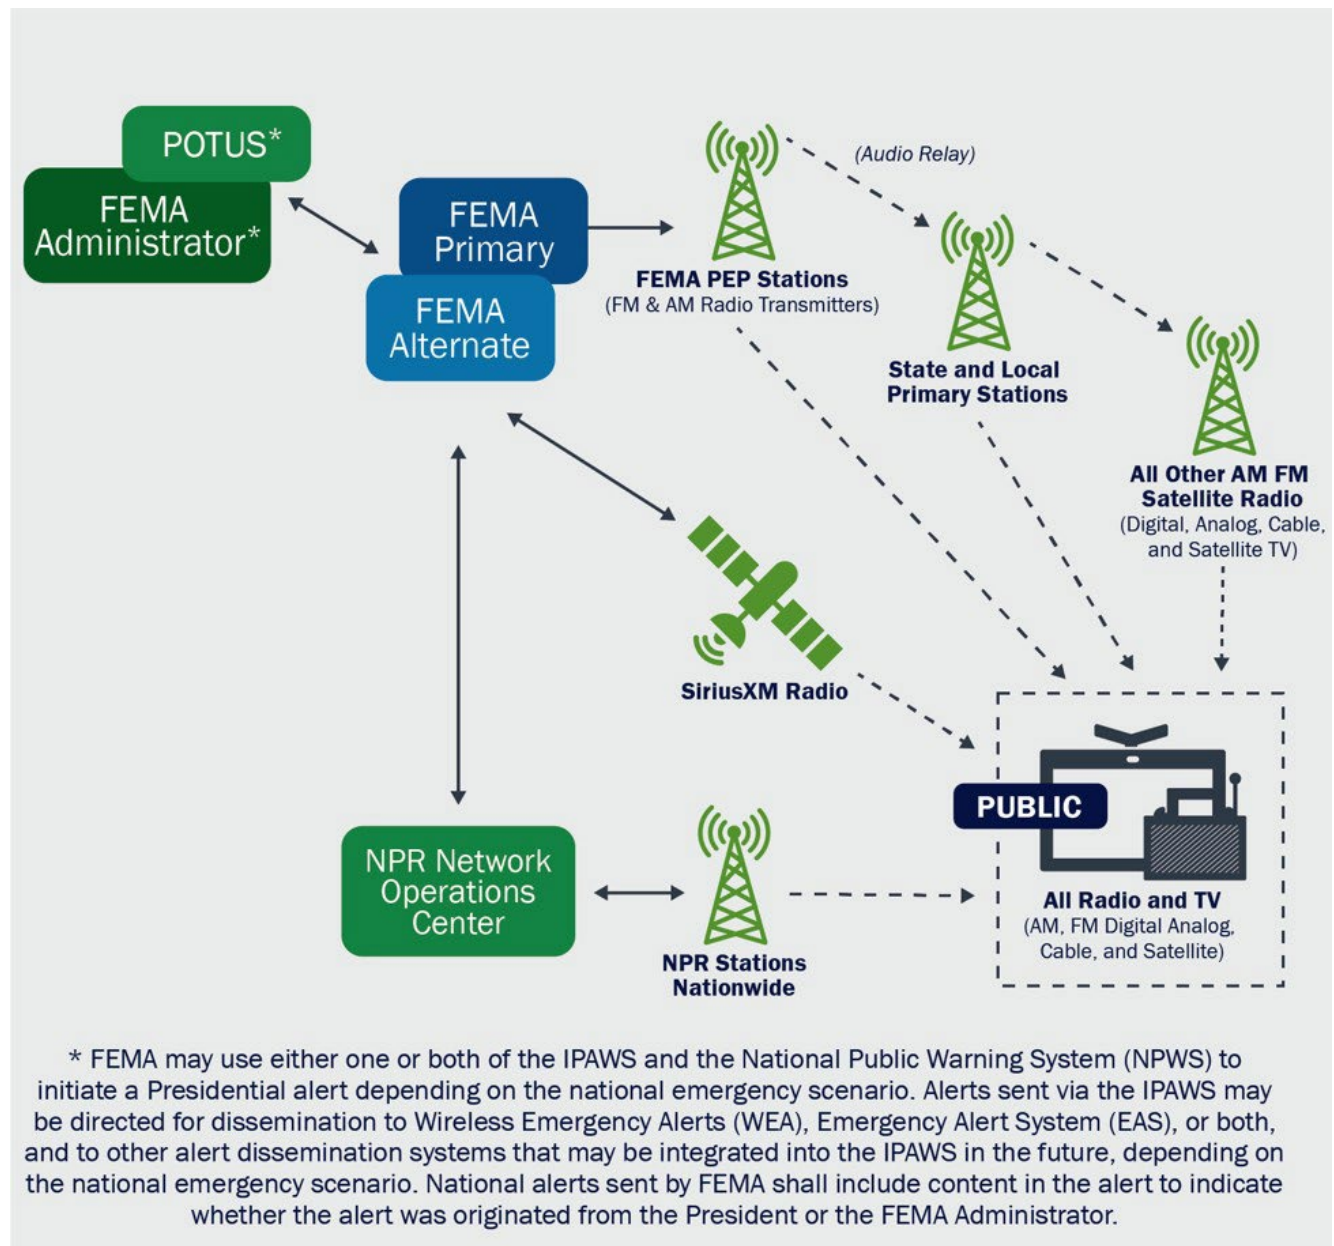 POTUS*
FEMA
Administrator*
FEMA
Primary
FEMA
Alternate
(Audio Relay)
FEMA PEP Stations
(FM & AM Radio Transmitters)
State and Local
Primary Stations
All Other AM FM
Satellite Radio
(Digital, Analog, Cable,
and Satellite TV)
SiriusXM Radio
PUBLIC
All Radio and TV
(AM, FM Digital Analog,
Cable, and Satellite)
NPR Network
Operations
Center
NPR Stations
Nationwide
* FEMA may use either one or both of the IPAWS and the National Public Warning System (NPWS) to
initiate a Presidential alert depending on the national emergency scenario. Alerts sent via the IPAWS may
be directed for dissemination to Wireless Emergency Alerts (WEA), Emergency Alert System (EAS), or both,
and to other alert dissemination systems that may be integrated into the IPAWS in the future, depending on
the national emergency scenario. National alerts sent by FEMA shall include content in the alert to indicate
whether the alert was originated from the President or the FEMA Administrator.